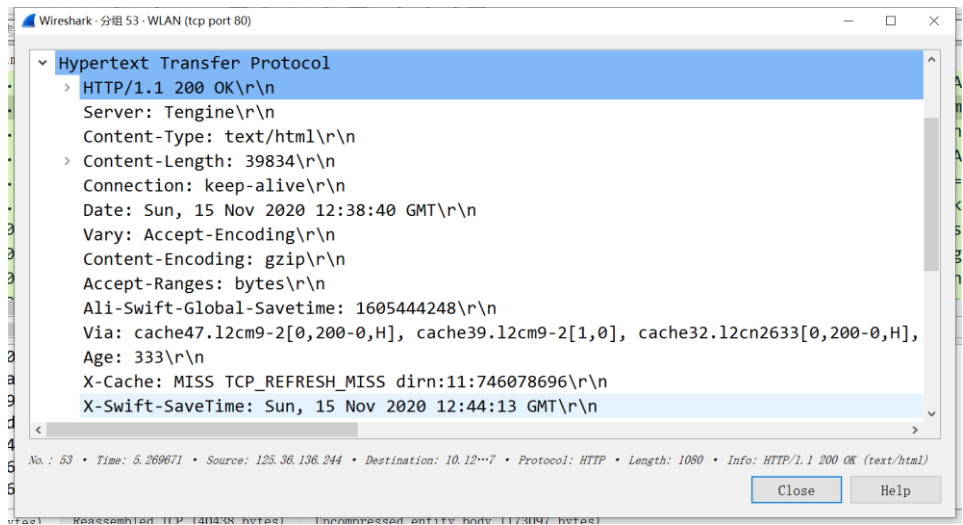 Wireshark · 分组 53 · WLAN (tcp port 80)
Hypertext Transfer Protocol
HTTP/1.1 200 OK\r\n
Server: Tengine\r\n
Content-Type: text/html\r\n
Content-Length: 39834\r\n
Connection: keep-alive\r\n
Date: Sun, 15 Nov 2020 12:38:40 GMT\r\n
Vary: Accept-Encoding\r\n
Content-Encoding: gzip\r\n
Accept-Ranges: bytes\r\n
Ali-Swift-Global-Savetime: 1605444248\r\n
Via: cache47.l2cm9-2[0,200-0,H], cache39.l2cm9-2[1,0], cache32.l2cn2633[0,200-0,H],
Age: 333\r\n
X-Cache: MISS TCP_REFRESH_MISS dirn:11:746078696\r\n
X-Swift-SaveTime: Sun, 15 Nov 2020 12:44:13 GMT\r\n
No.: 53 · Time: 5.269671 · Source: 125.36.136.244 · Destination: 10.12···7 · Protocol: HTTP · Length: 1080 · Info: HTTP/1.1 200 OK (text/html)
Close Help
Reassembled TCP (40438 bytes) Uncompressed entity body (173097 bytes)